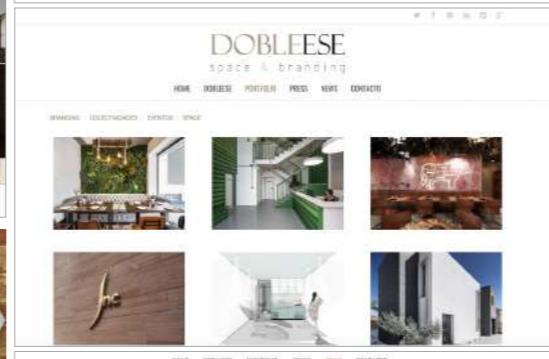 DOBLEESE
space & branding
HOME DOBLEESE PORTFOLIO PRESS NEWS CONTACTO
BRANDING COLECTIVIDADES EVENTOS SPACE